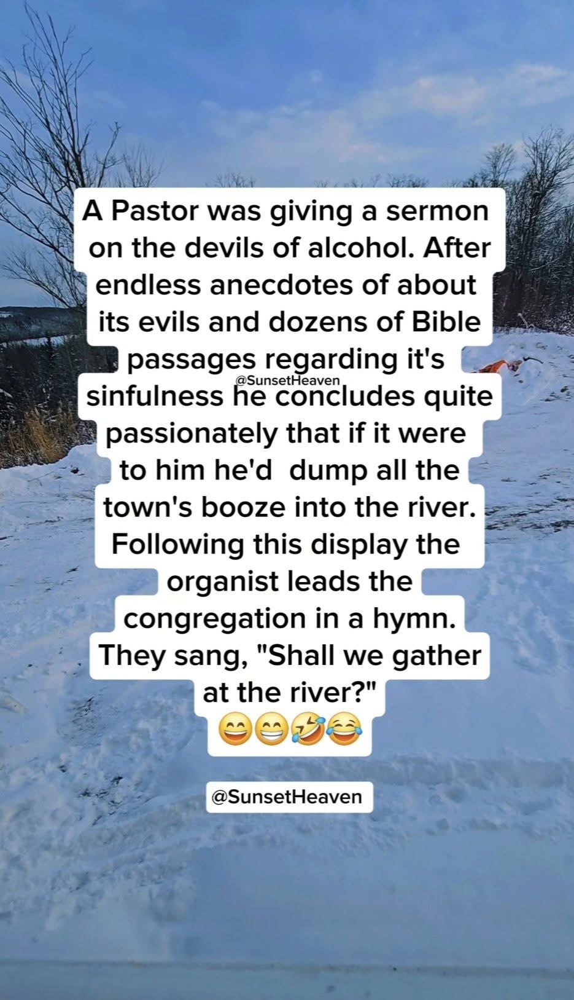 A Pastor was giving a sermon
on the devils of alcohol. After
endless anecdotes of about
its evils and dozens of Bible
passages regarding it's
@SunsetHeaven
sinfulness he concludes quite
passionately that if it were
to him he'd  dump all the
town's booze into the river.
Following this display the
organist leads the
congregation in a hymn.
They sang, "Shall we gather
at the river?"
😄😁🤣😂
@SunsetHeaven